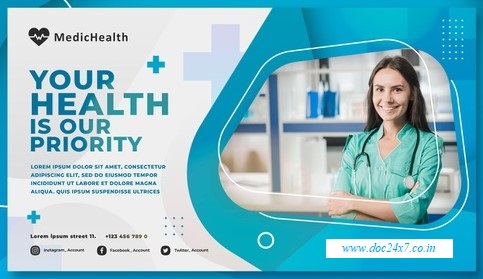 MedicHealth
YOUR
HEALTH
IS OUR
PRIORITY
LOREM IPSUM DOLOR SIT AMET, CONSECTETUR
ADIPISCING ELIT, SED DO EIUSMOD TEMPOR
INCIDIDUNT UT LABORE ET DOLORE MAGNA
ALIQUA. QUIS IPSUM SUSPENDISSE ULTRICES
Lorem ipsum street 11. +123 456 789 0
Instagram_Account Facebook_Account Twitter_Account
www.doc24x7.co.in